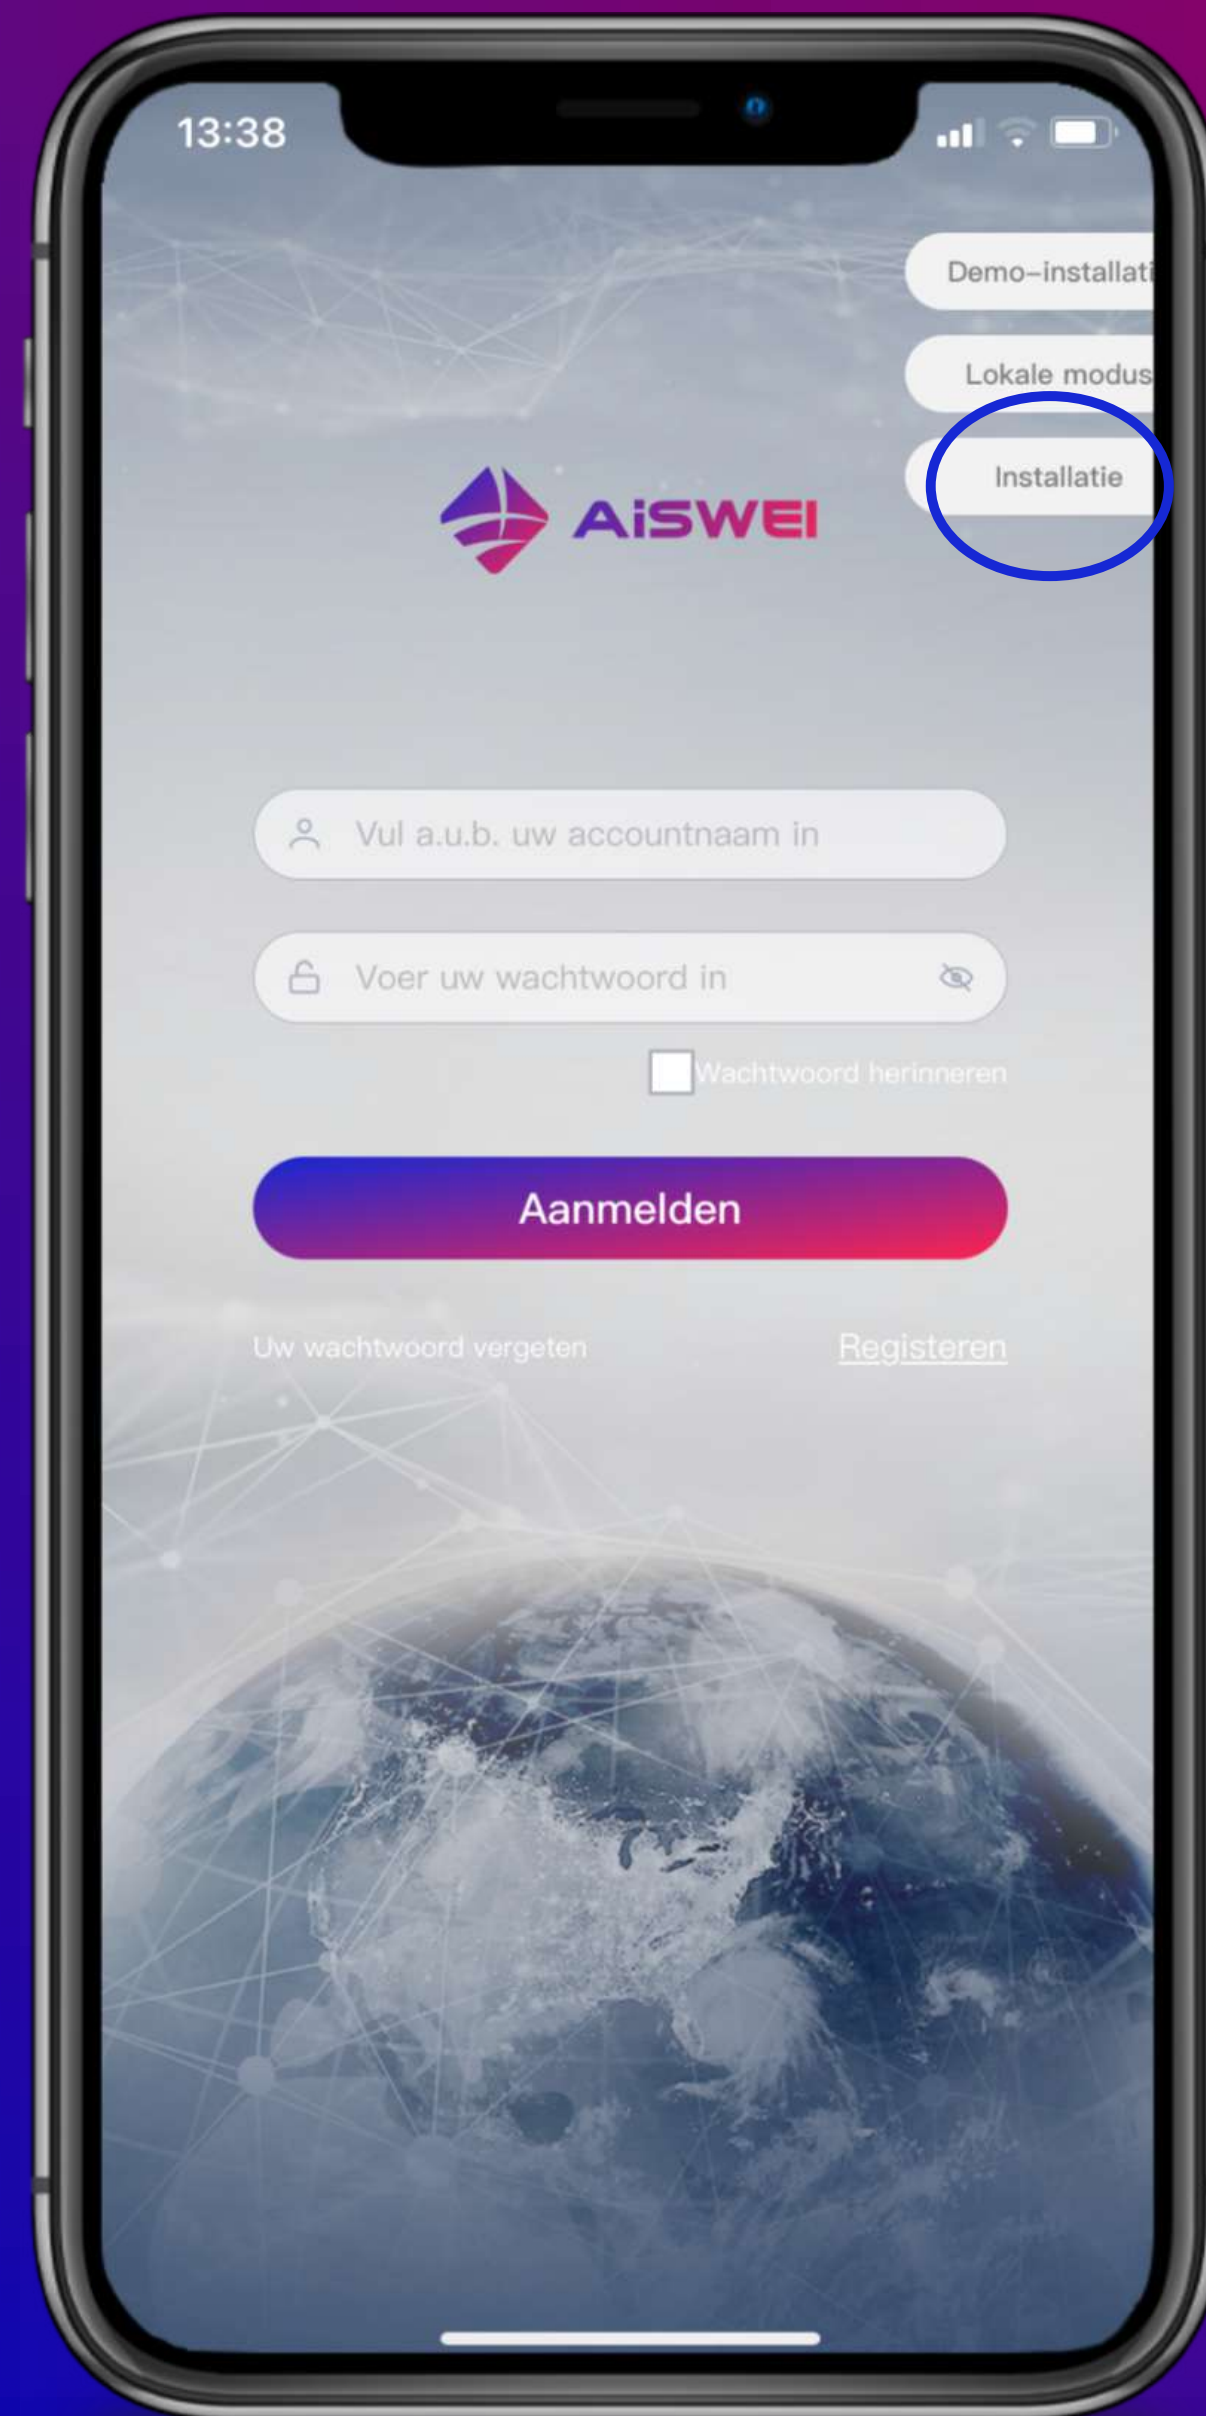 13:38
Demo-installati
Lokale modus
Installatie
AiSWEI
Vul a.u.b. uw accountnaam in
Voer uw wachtwoord in
Wachtwoord herinneren
Aanmelden
Uw wachtwoord vergeten
Registeren